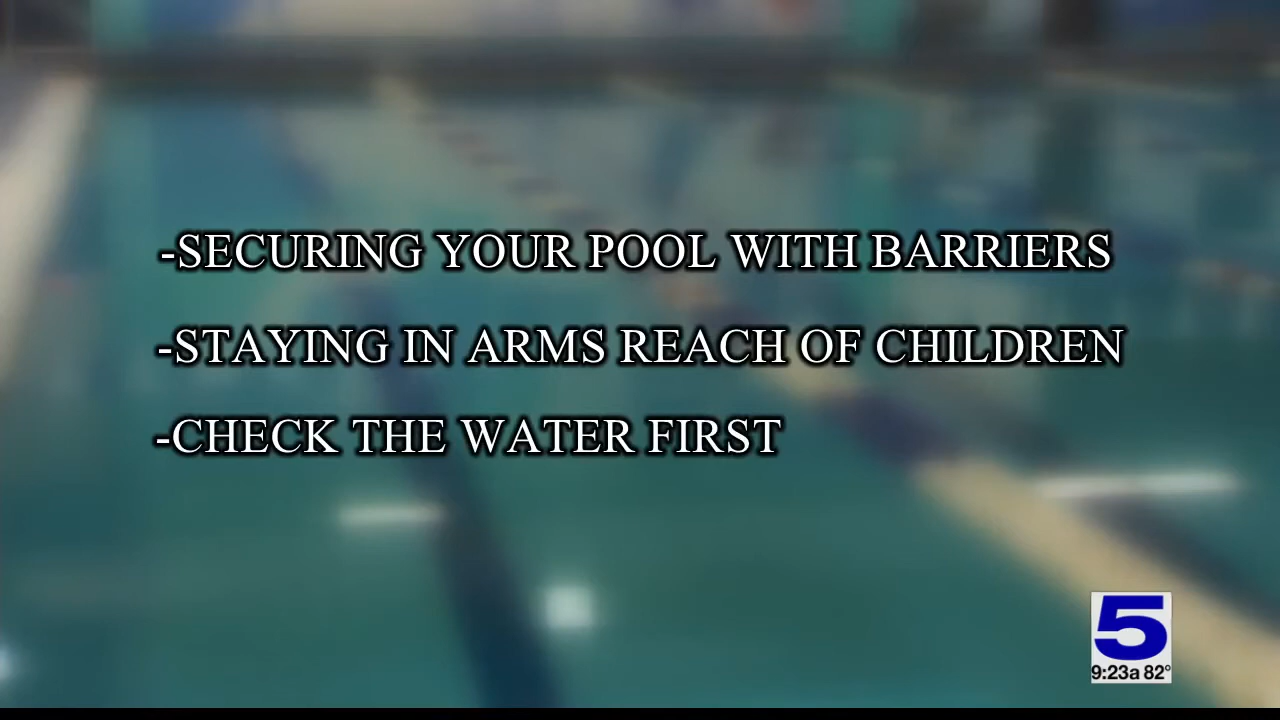 -SECURING YOUR POOL WITH BARRIERS
-STAYING IN ARMS REACH OF CHILDREN
-CHECK THE WATER FIRST
5
9:23a 82°